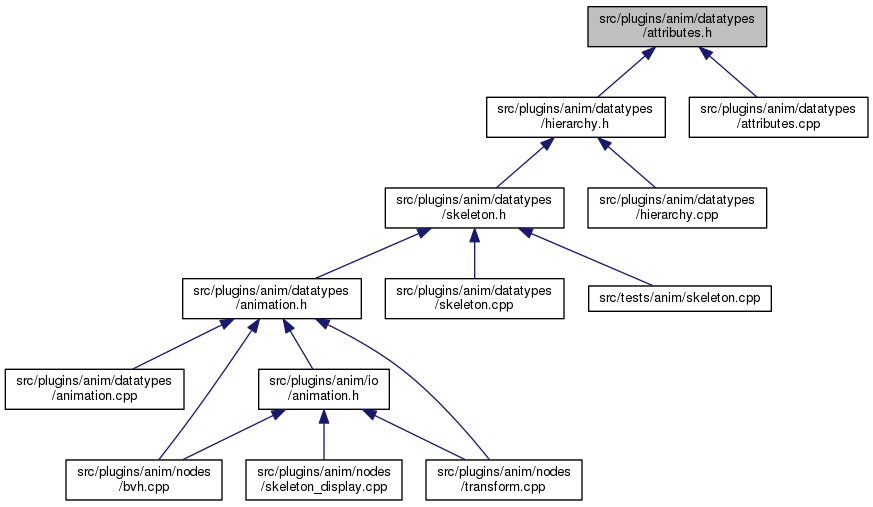 src/plugins/anim/datatypes
/attributes.h
src/plugins/anim/datatypes
/hierarchy.h
src/plugins/anim/datatypes
/attributes.cpp
src/plugins/anim/datatypes
/skeleton.h
src/plugins/anim/datatypes
/hierarchy.cpp
src/plugins/anim/datatypes
/animation.h
src/plugins/anim/datatypes
/skeleton.cpp
src/tests/anim/skeleton.cpp
src/plugins/anim/datatypes
/animation.cpp
src/plugins/anim/io
/animation.h
src/plugins/anim/nodes
/bvh.cpp
src/plugins/anim/nodes
/skeleton_display.cpp
src/plugins/anim/nodes
/transform.cpp